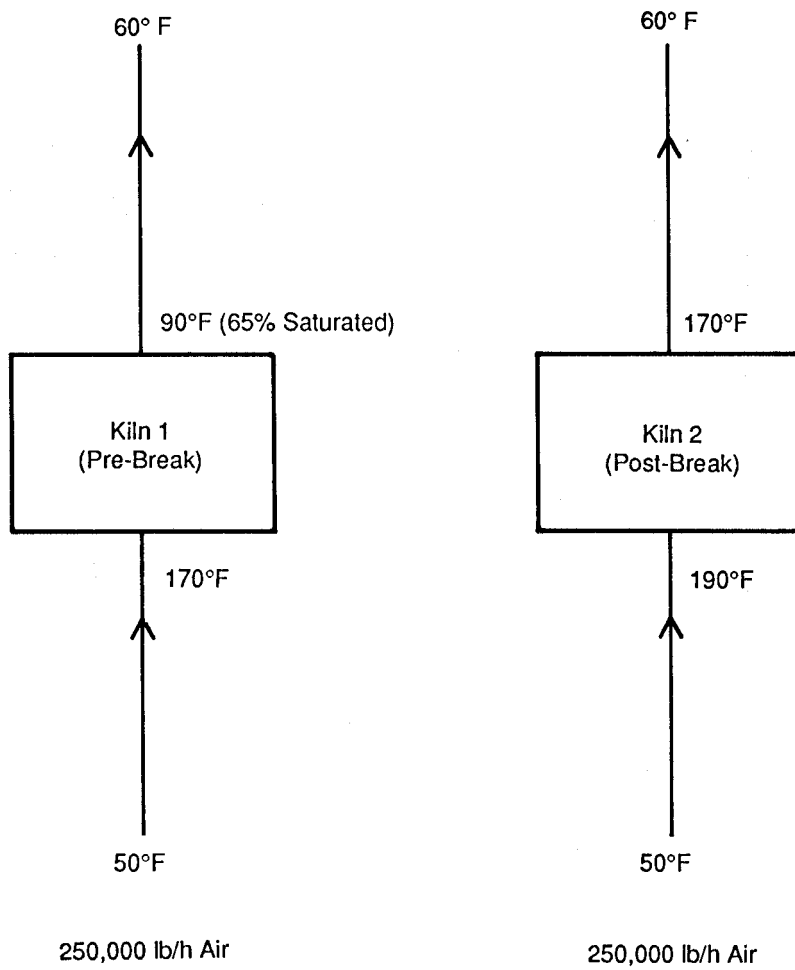 60° F
90°F (65% Saturated)
Kiln 1
(Pre-Break)
170°F
50°F
250,000 lb/h Air
60° F
170°F
Kiln 2
(Post-Break)
190°F
50°F
250,000 lb/h Air